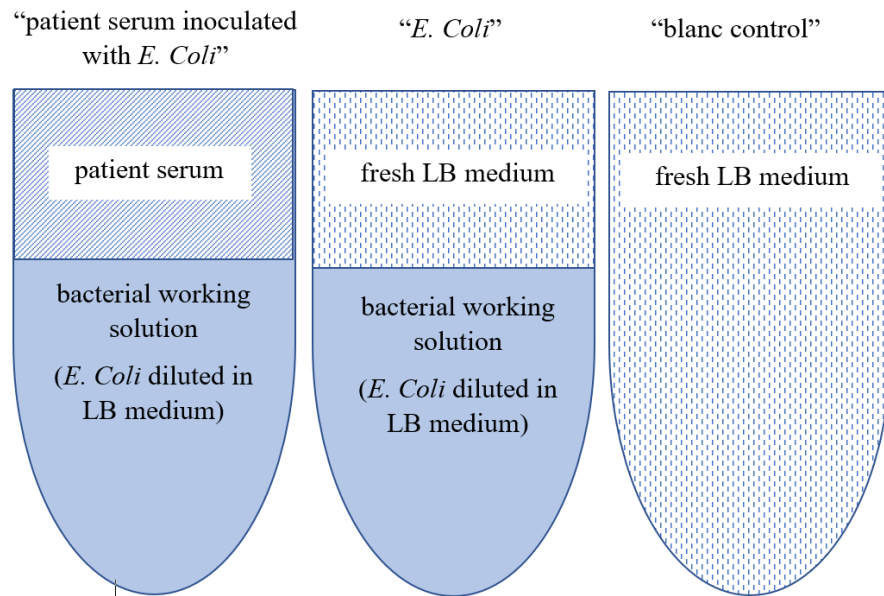 “patient serum inoculated
with E. Coli”
“E. Coli”
“blanc control”
patient serum
fresh LB medium
fresh LB medium
bacterial working
solution
(E. Coli diluted in
LB medium)
bacterial working
solution
(E. Coli diluted in
LB medium)